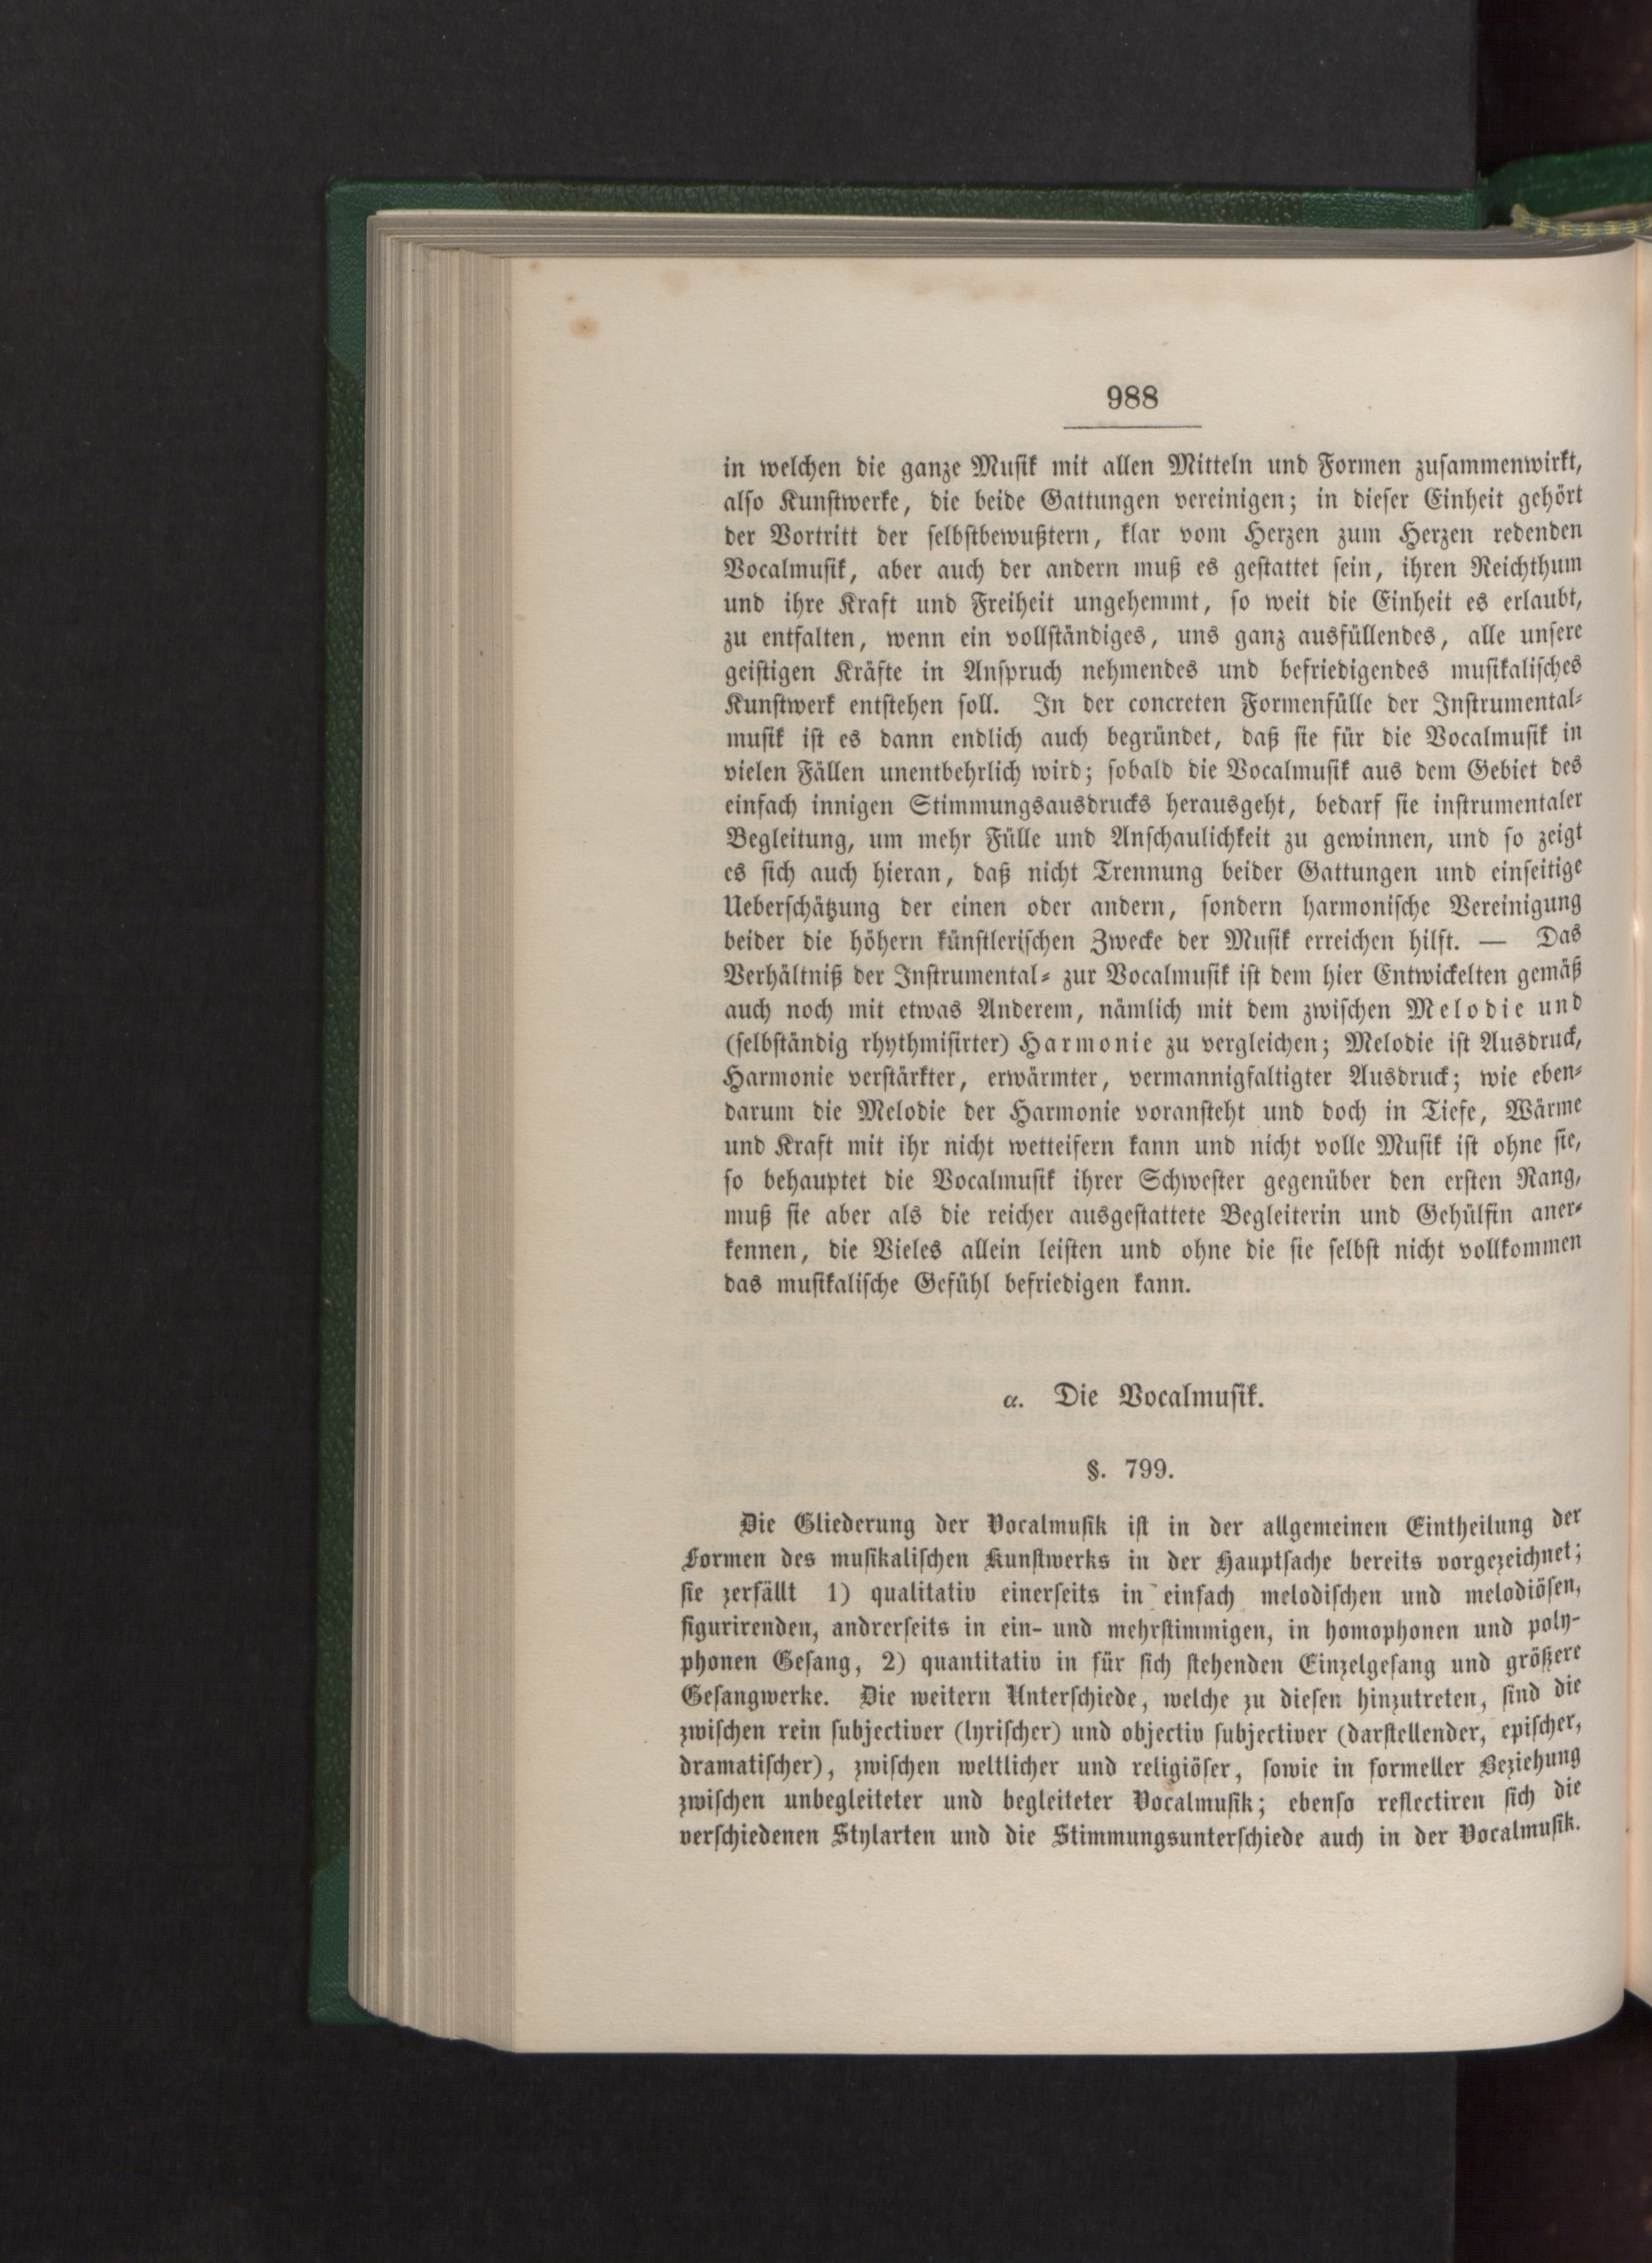 988
in welchen die ganze Musik mit allen Mitteln und Formen zusammenwirkt,
also Kunstwerke, die beide Gattungen vereinigen; in dieser Einheit gehört
der Vortritt der selbstbewußtern, klar vom Herzen zum Herzen redenden
Vocalmusik, aber auch der andern muß es gestattet sein, ihren Reichthum
und ihre Kraft und Freiheit ungehemmt, so weit die Einheit es erlaubt,
zu entfalten, wenn ein vollständiges, uns ganz ausfüllendes, alle unsere
geistigen Kräfte in Anspruch nehmendes und befriedigendes musikalisches
Kunstwerk entstehen soll. In der concreten Formenfülle der Instrumental-
musik ist es dann endlich auch begründet, daß sie für die Vocalmusik in
vielen Fällen unentbehrlich wird; sobald die Vocalmusik aus dem Gebiet des
einfach innigen Stimmungsausdrucks herausgeht, bedarf sie instrumentaler
Begleitung, um mehr Fülle und Anschaulichkeit zu gewinnen, und so zeigt
es sich auch hieran, daß nicht Trennung beider Gattungen und einseitige
Ueberschätzung der einen oder andern, sondern harmonische Vereinigung
beider die höhern künstlerischen Zwecke der Musik erreichen hilft. — Das
Verhältniß der Instrumental- zur Vocalmusik ist dem hier Entwickelten gemäß
auch noch mit etwas Anderem, nämlich mit dem zwischen Melodie und
(selbständig rhythmisirter) Harmonie zu vergleichen; Melodie ist Ausdruck,
Harmonie verstärkter, erwärmter, vermannigfaltigter Ausdruck; wie eben-
darum die Melodie der Harmonie voransteht und doch in Tiefe, Wärme
und Kraft mit ihr nicht wetteifern kann und nicht volle Musik ist ohne sie,
so behauptet die Vocalmusik ihrer Schwester gegenüber den ersten Rang,
muß sie aber als die reicher ausgestattete Begleiterin und Gehülfin aner-
kennen, die Vieles allein leisten und ohne die sie selbst nicht vollkommen
das musikalische Gefühl befriedigen kann.
α. Die Vocalmusik.
§. 799.
Die Gliederung der Vocalmusik ist in der allgemeinen Eintheilung der
Formen des musikalischen Kunstwerks in der Hauptsache bereits vorgezeichnet;
sie zerfällt 1) qualitativ einerseits in einfach melodischen und melodiösen,
figurirenden, andrerseits in ein- und mehrstimmigen, in homophonen und poly-
phonen Gesang, 2) quantitativ in für sich stehenden Einzelgesang und größere
Gesangwerke. Die weitern Unterschiede, welche zu diesen hinzutreten, sind die
zwischen rein subjectiver (lyrischer) und objectiv subjectiver (darstellender, epischer,
dramatischer), zwischen weltlicher und religiöser, sowie in formeller Beziehung
zwischen unbegleiteter und begleiteter Vocalmusik; ebenso reflectiren sich die
verschiedenen Stylarten und die Stimmungsunterschiede auch in der Vocalmusik.